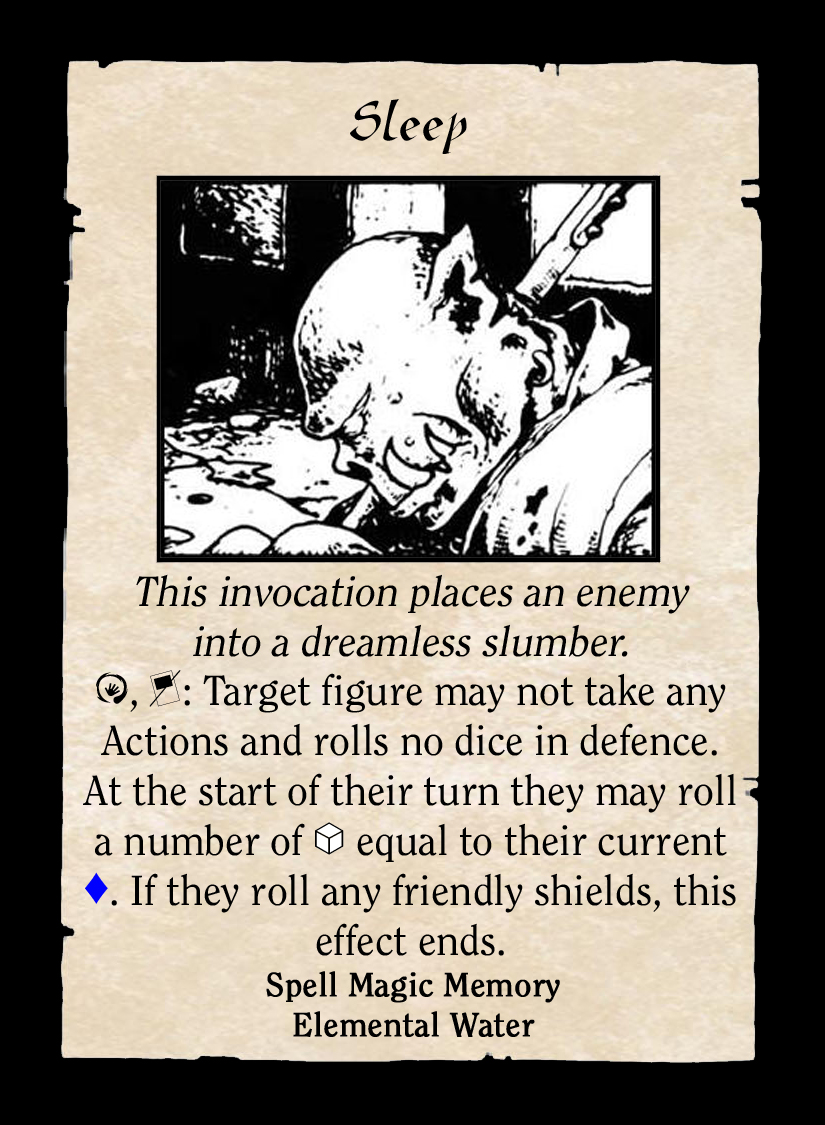 Sleep
This invocation places an enemy
into a dreamless slumber.
, : Target figure may not take any
Actions and rolls no dice in defence.
At the start of their turn they may roll
a number of equal to their current
. If they roll any friendly shields, this
effect ends.
Spell Magic Memory
Elemental Water